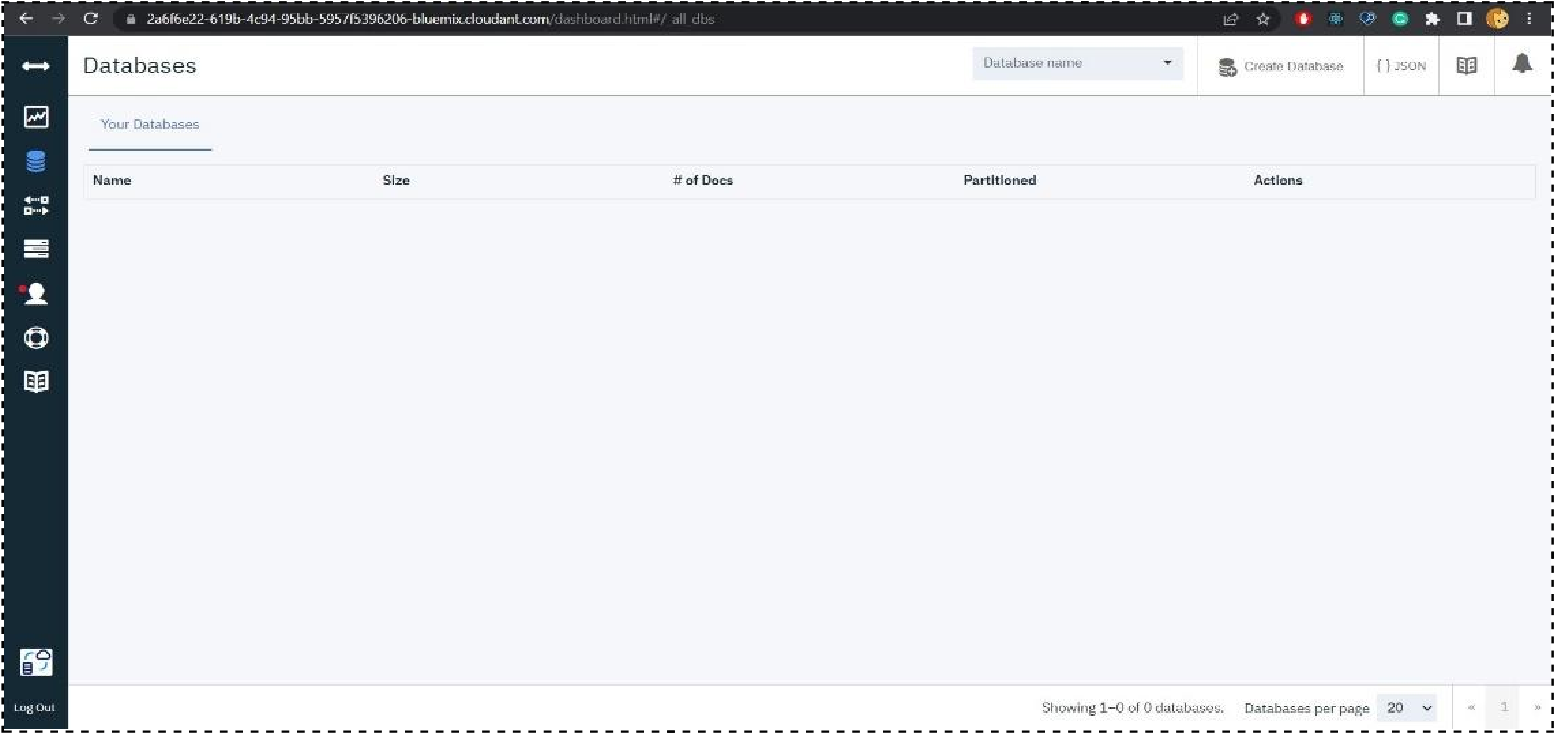 2a6f6e22-619b-4c94-95bb-5957f5396206-bluemix.cloudant.com/dashboard.html#/_all_dbs
Databases
Database name
Create Database
{ } JSON
Your Databases
Name Size # of Docs Partitioned Actions
Log Out
Showing 1–0 of 0 databases. Databases per page 20 « 1 »